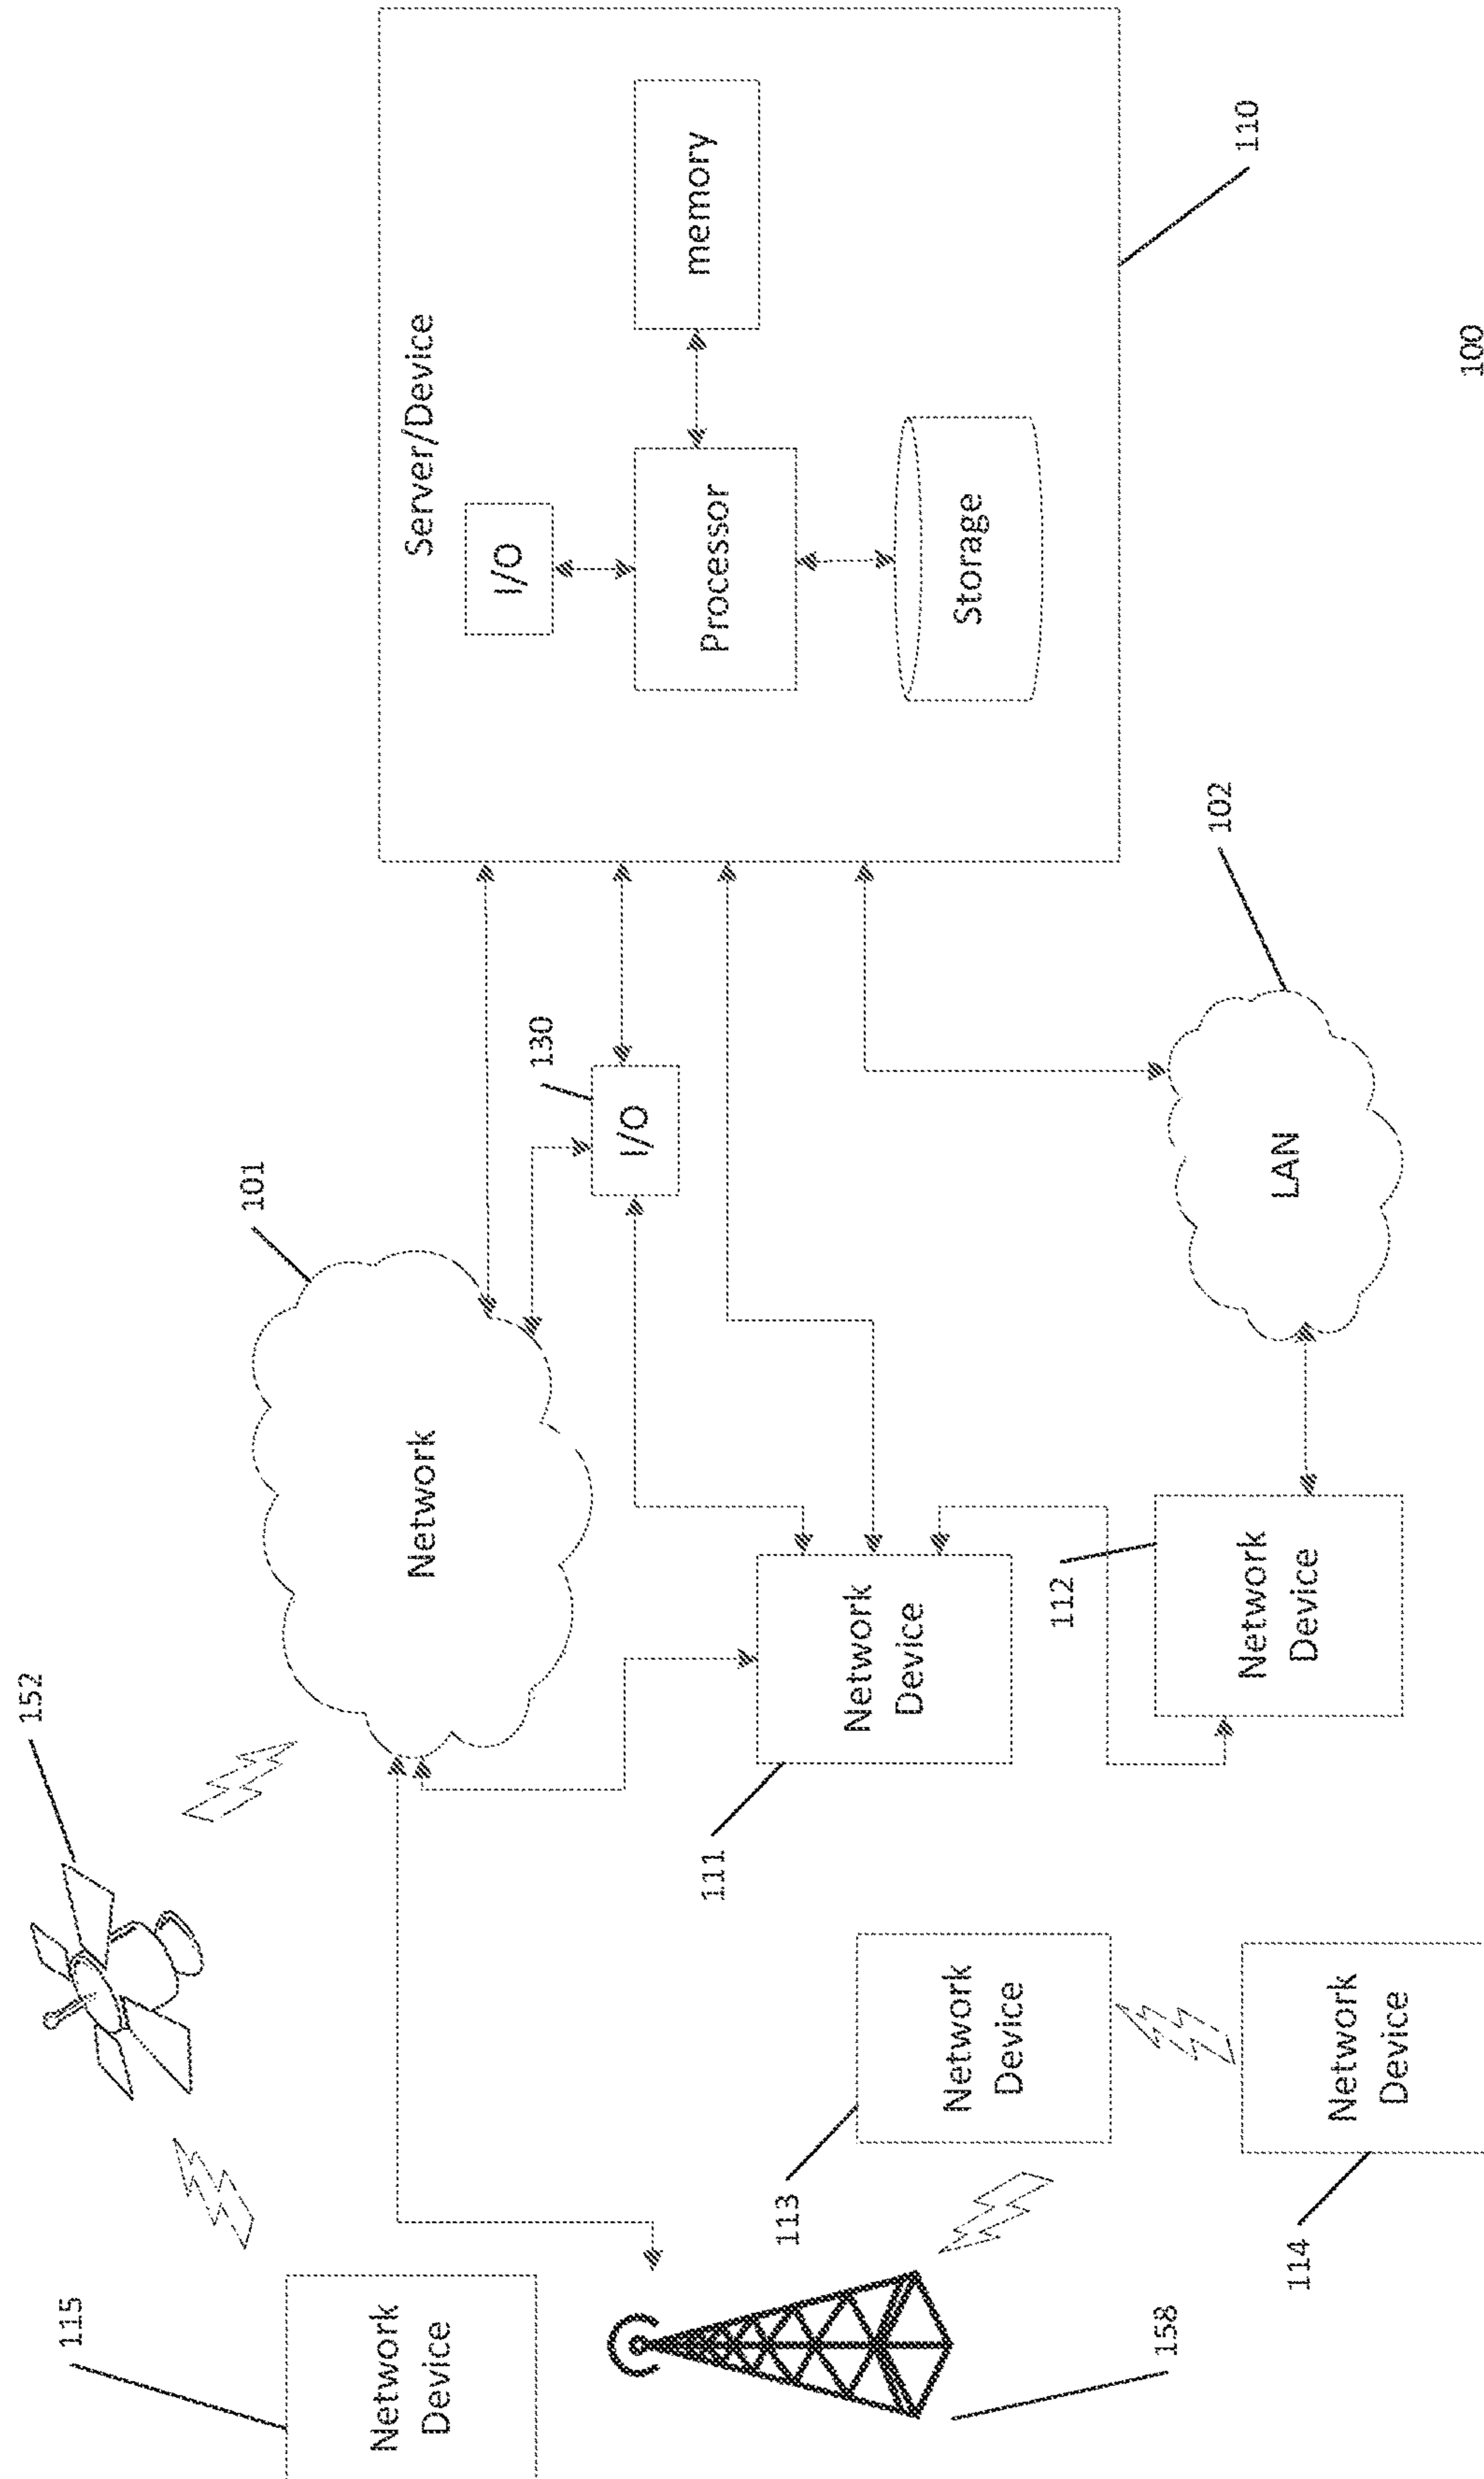 152
115
101
Network
Network
Device
130
I/O
Server/Device
I/O
Processor
memory
Storage
110
111
Network
Device
113
Network
Device
158
112
Network
Device
LAN
102
114
Network
Device
100